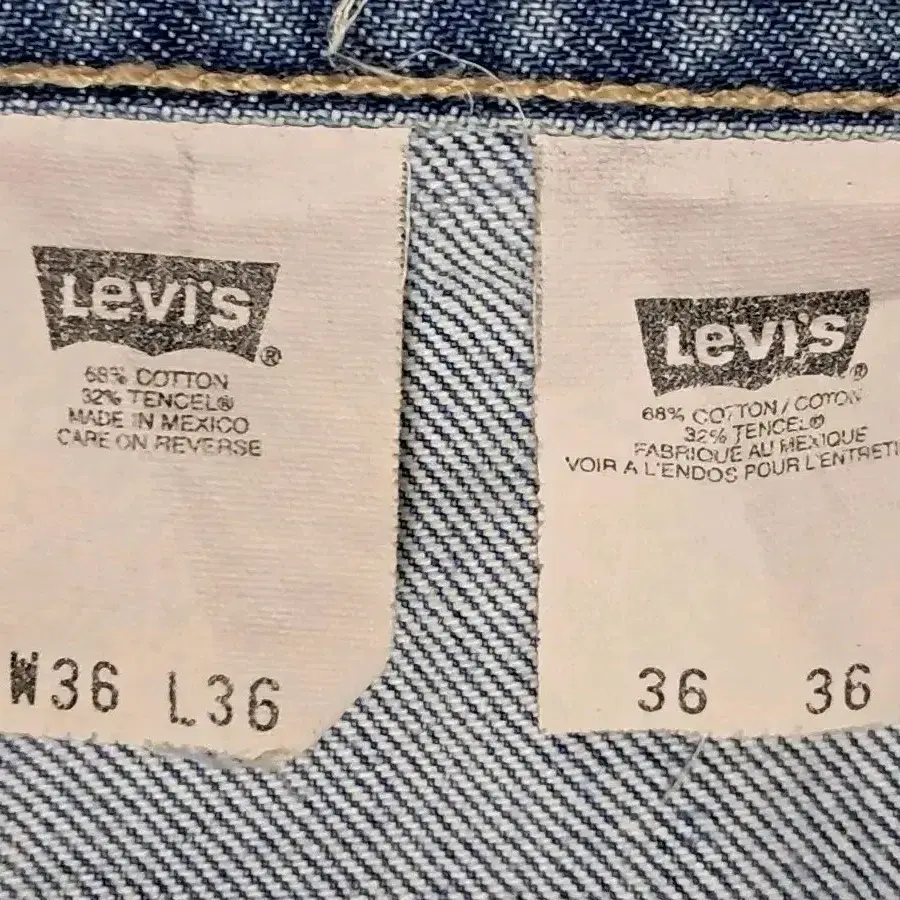 LEVI'S®
68% COTTON
32% TENCEL®
MADE IN MEXICO
CARE ON REVERSE
W36 L36
LEVI'S®
68% COTTON / COTON
32% TENCEL®
FABRIQUE AU MEXIQUE
VOIR A L'ENDOS POUR L'ENTRETI
36 36